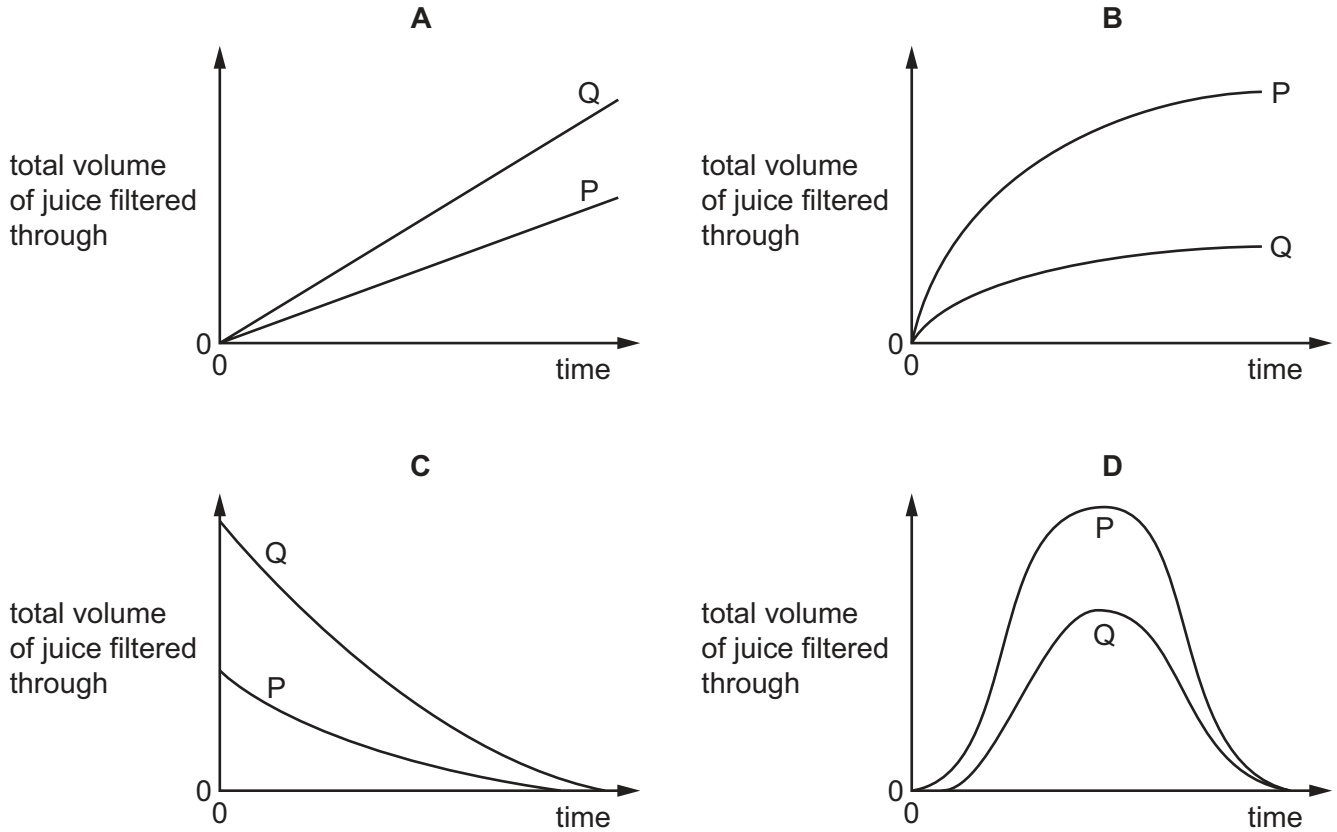 A
Q
P
total volume
of juice filtered
through
0
0
time
B
P
Q
total volume
of juice filtered
through
0
0
time
C
Q
P
total volume
of juice filtered
through
0
0
time
D
P
Q
total volume
of juice filtered
through
0
0
time